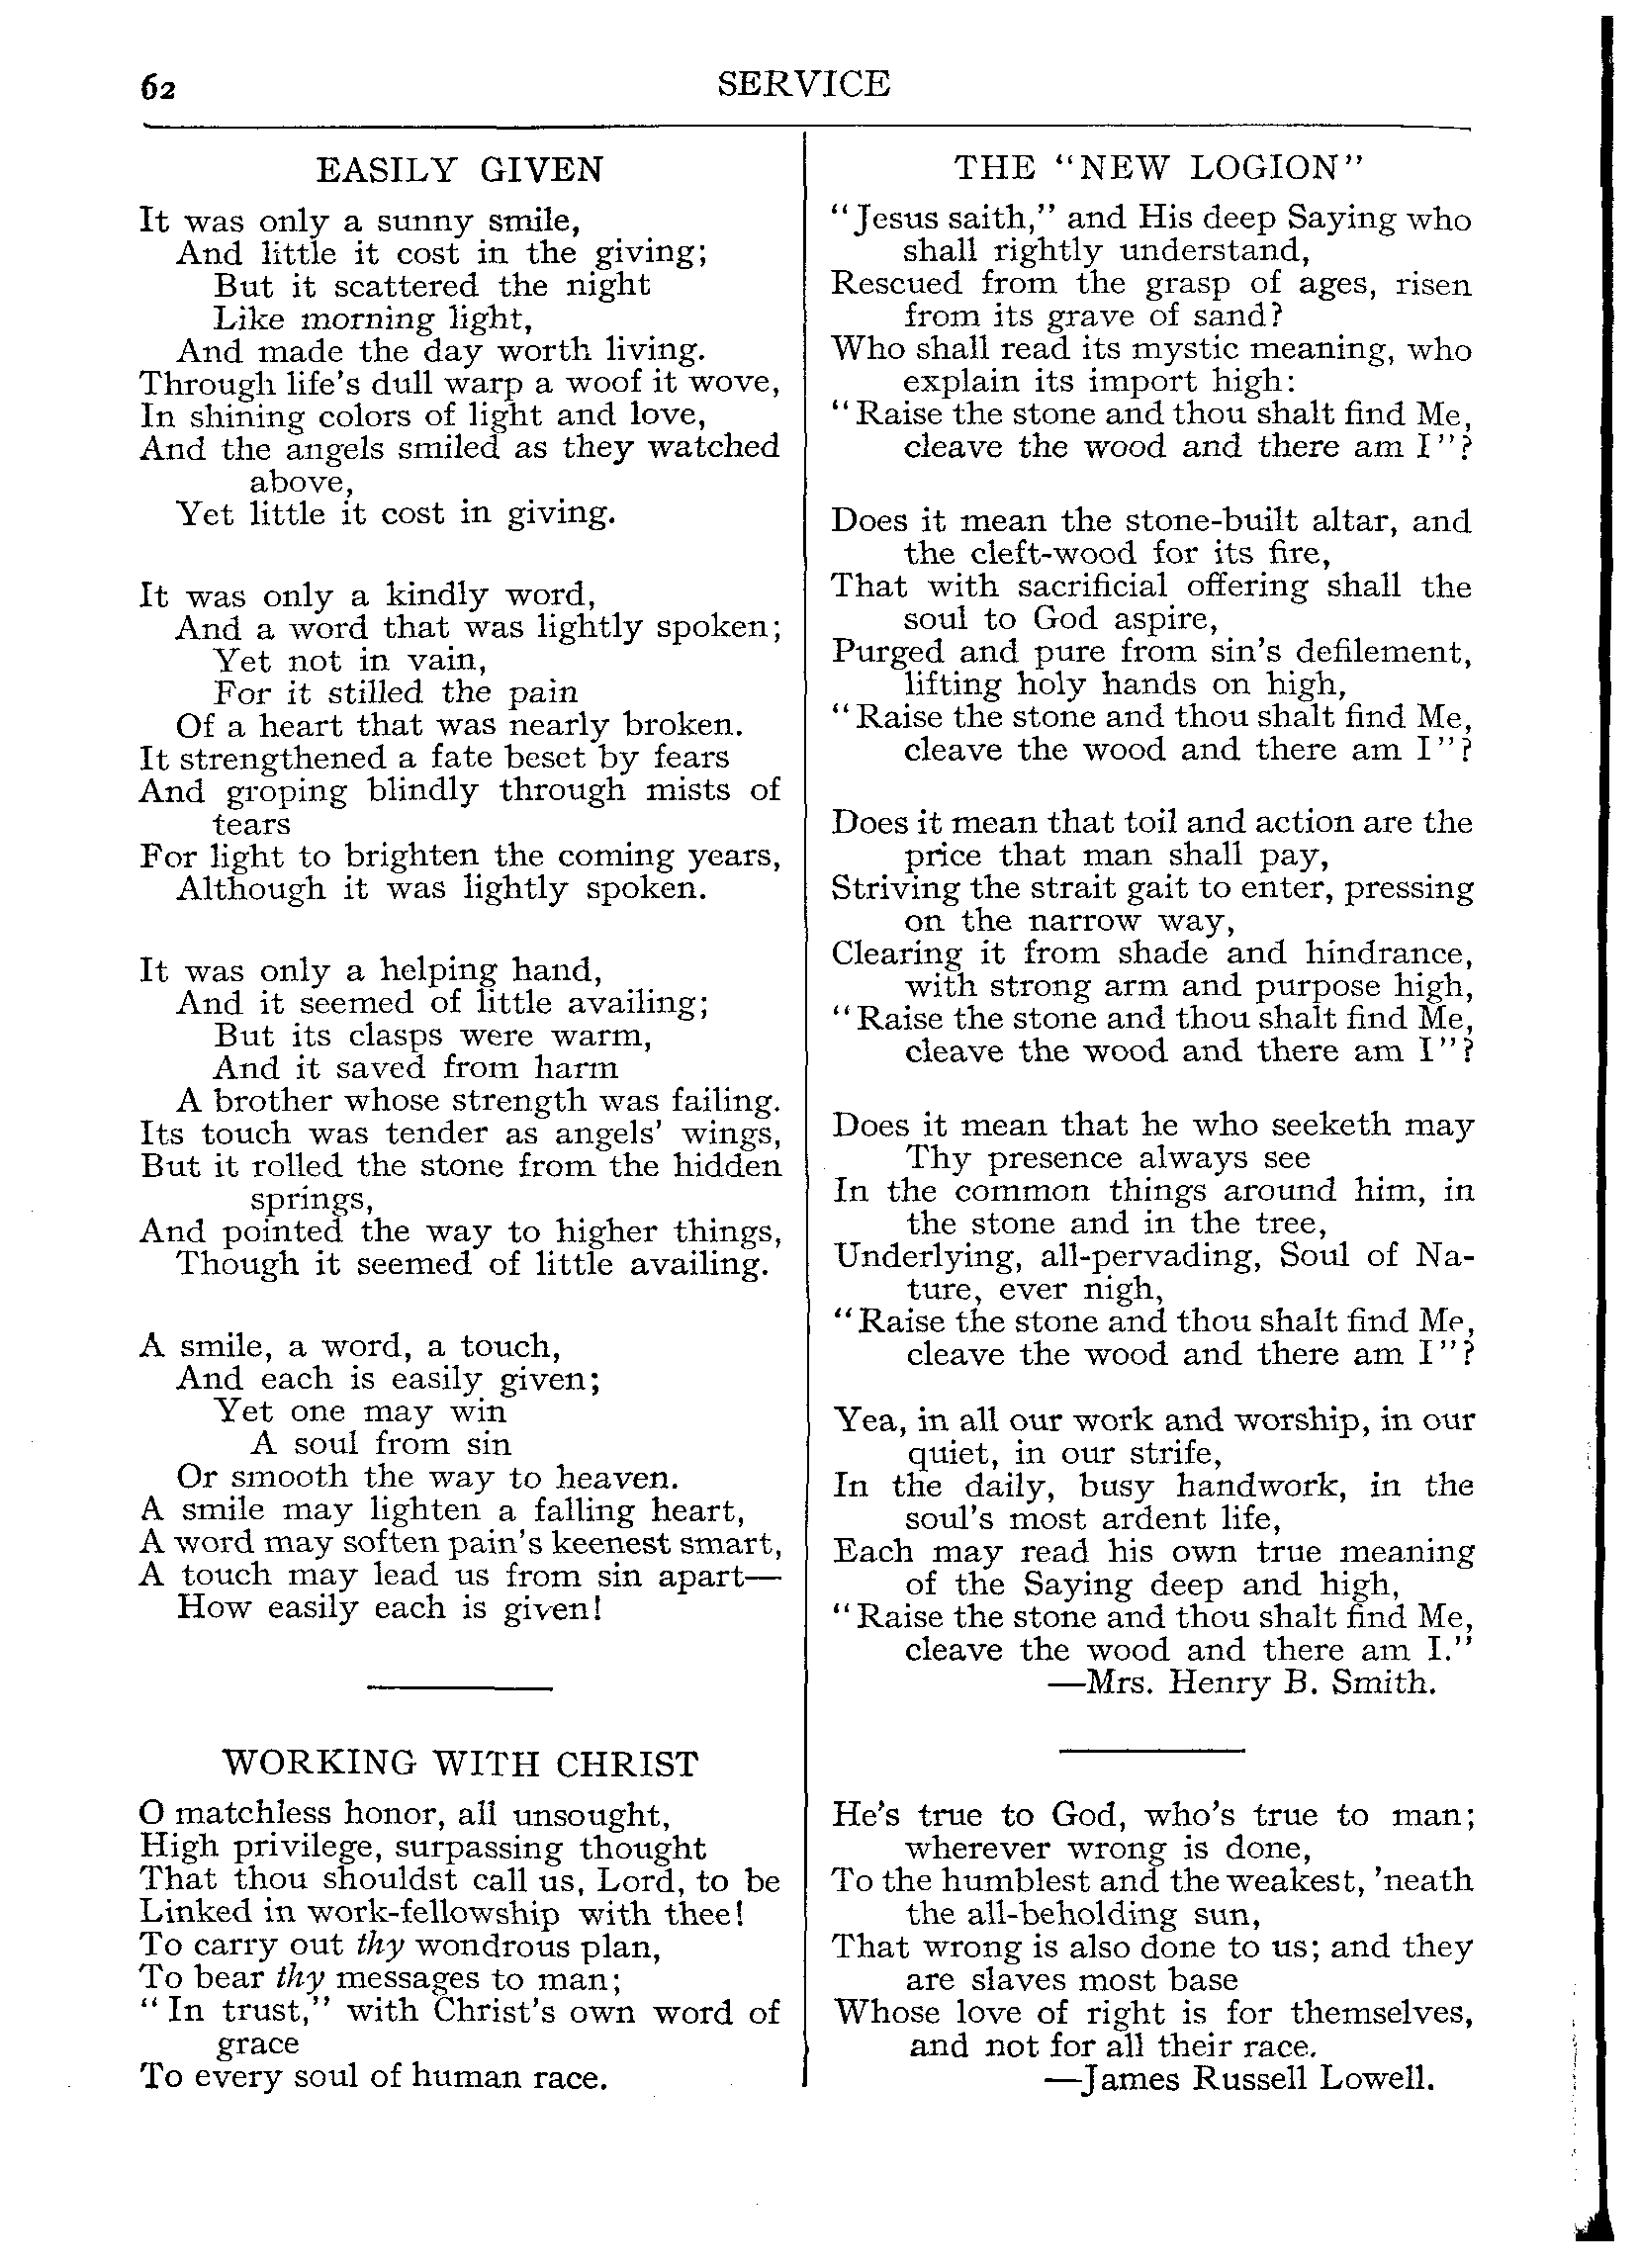 62
SERVICE
EASILY GIVEN
It was only a sunny smile,
And little it cost in the giving;
But it scattered the night
Like morning light,
And made the day worth living.
Through life's dull warp a woof it wove,
In shining colors of light and love,
And the angels smiled as they watched
above,
Yet little it cost in giving.
It was only a kindly word,
And a word that was lightly spoken;
Yet not in vain,
For it stilled the pain
Of a heart that was nearly broken.
It strengthened a fate beset by fears
And groping blindly through mists of
tears
For light to brighten the coming years,
Although it was lightly spoken.
It was only a helping hand,
And it seemed of little availing;
But its clasps were warm,
And it saved from harm
A brother whose strength was failing.
Its touch was tender as angels' wings,
But it rolled the stone from the hidden
springs,
And pointed the way to higher things,
Though it seemed of little availing.
A smile, a word, a touch,
And each is easily given;
Yet one may win
A soul from sin
Or smooth the way to heaven.
A smile may lighten a falling heart,
A word may soften pain's keenest smart,
A touch may lead us from sin apart—
How easily each is given!
WORKING WITH CHRIST
O matchless honor, all unsought,
High privilege, surpassing thought
That thou shouldst call us, Lord, to be
Linked in work-fellowship with thee!
To carry out thy wondrous plan,
To bear thy messages to man;
"In trust," with Christ's own word of
grace
To every soul of human race.
THE "NEW LOGION"
"Jesus saith," and His deep Saying who
shall rightly understand,
Rescued from the grasp of ages, risen
from its grave of sand?
Who shall read its mystic meaning, who
explain its import high:
"Raise the stone and thou shalt find Me,
cleave the wood and there am I"?
Does it mean the stone-built altar, and
the cleft-wood for its fire,
That with sacrificial offering shall the
soul to God aspire,
Purged and pure from sin's defilement,
lifting holy hands on high,
"Raise the stone and thou shalt find Me,
cleave the wood and there am I"?
Does it mean that toil and action are the
price that man shall pay,
Striving the strait gait to enter, pressing
on the narrow way,
Clearing it from shade and hindrance,
with strong arm and purpose high,
"Raise the stone and thou shalt find Me,
cleave the wood and there am I"?
Does it mean that he who seeketh may
Thy presence always see
In the common things around him, in
the stone and in the tree,
Underlying, all-pervading, Soul of Na-
ture, ever nigh,
"Raise the stone and thou shalt find Me,
cleave the wood and there am I"?
Yea, in all our work and worship, in our
quiet, in our strife,
In the daily, busy handwork, in the
soul's most ardent life,
Each may read his own true meaning
of the Saying deep and high,
"Raise the stone and thou shalt find Me,
cleave the wood and there am I."
—Mrs. Henry B. Smith.
He's true to God, who's true to man;
wherever wrong is done,
To the humblest and the weakest, 'neath
the all-beholding sun,
That wrong is also done to us; and they
are slaves most base
Whose love of right is for themselves,
and not for all their race.
—James Russell Lowell.